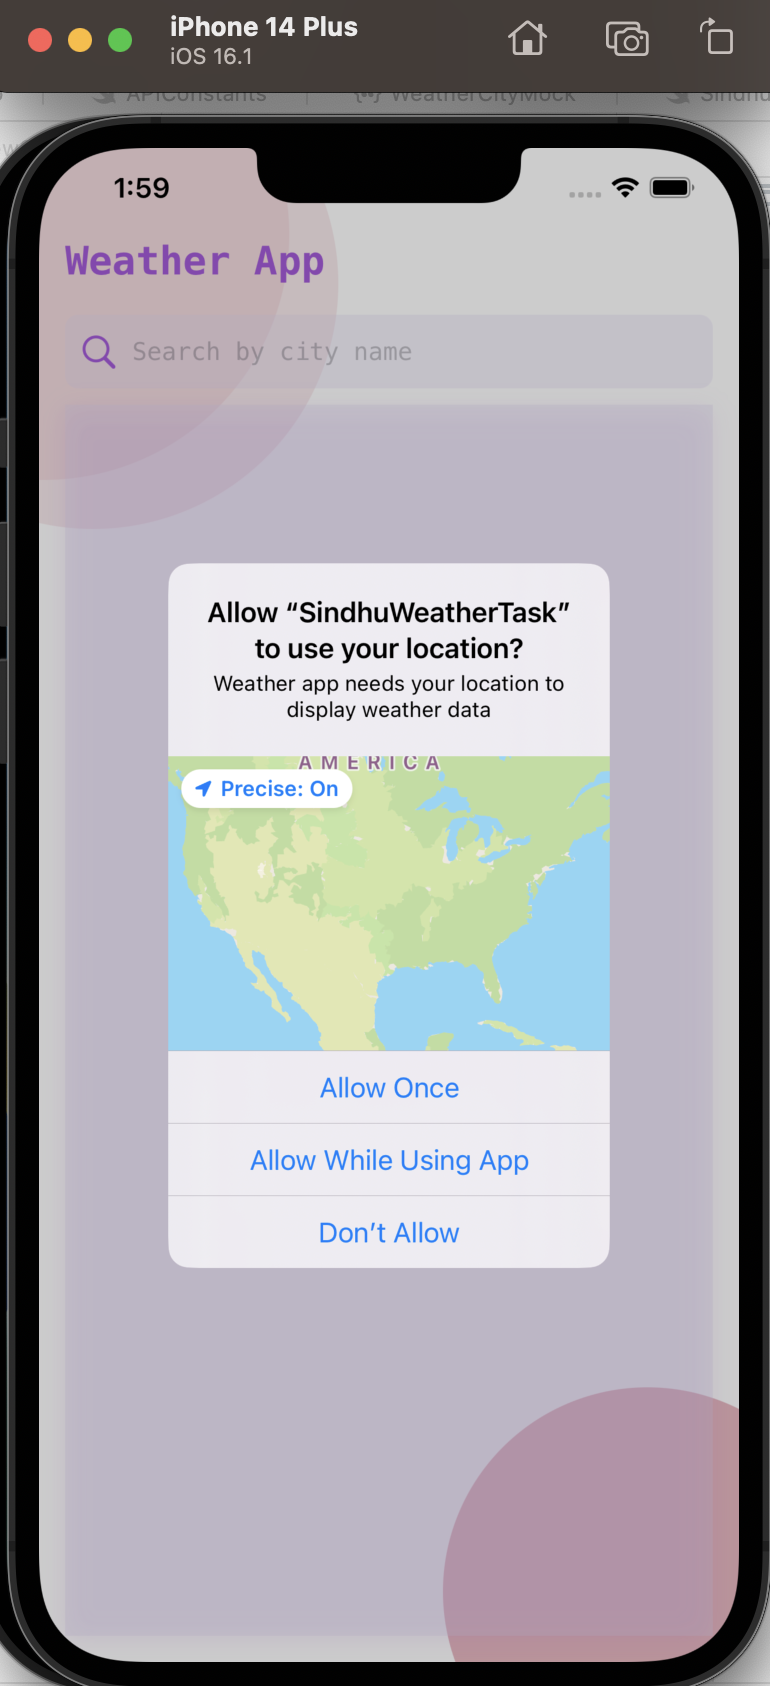 iPhone 14 Plus
iOS 16.1
APIConstants
WeatherCityMock
1:59
Weather App
Search by city name
Allow “SindhuWeatherTask”
to use your location?
Weather app needs your location to
display weather data
AMERICA
Precise: On
Allow Once
Allow While Using App
Don’t Allow